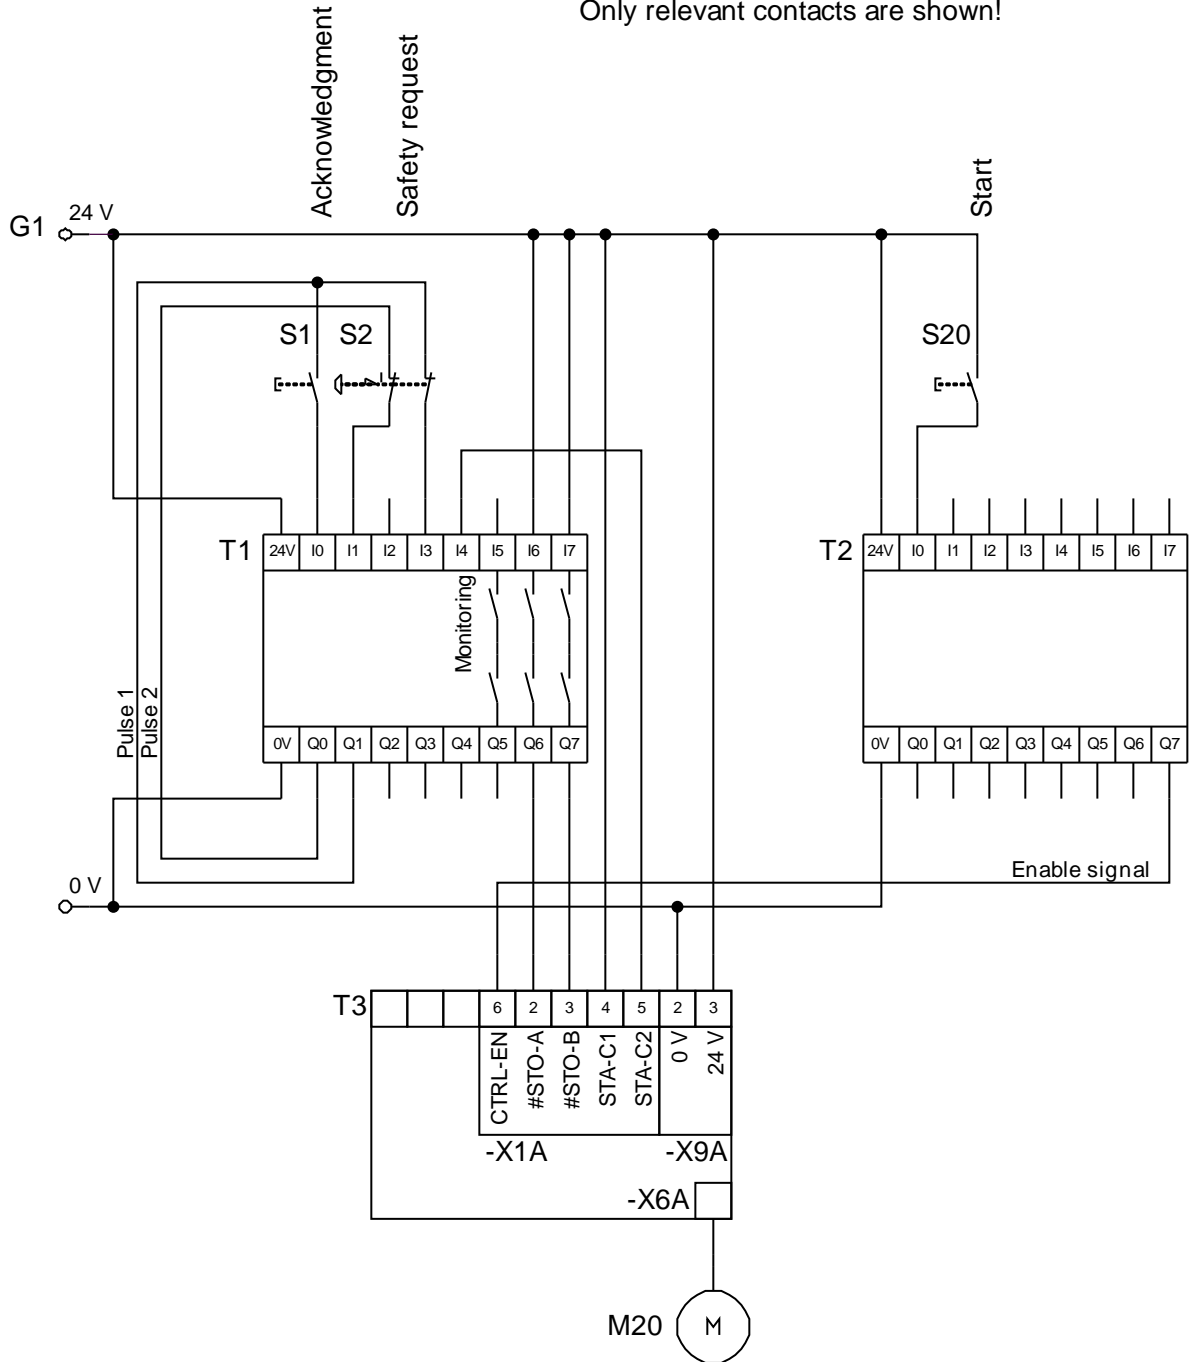 Only relevant contacts are shown!
Acknowledgment
Safety request
Start
G1
24 V
S1
S2
S20
T1
24V I0 I1 I2 I3 I4 I5 I6 I7
T2
24V I0 I1 I2 I3 I4 I5 I6 I7
Monitoring
Pulse 1
Pulse 2
0V Q0 Q1 Q2 Q3 Q4 Q5 Q6 Q7
0V Q0 Q1 Q2 Q3 Q4 Q5 Q6 Q7
Enable signal
0 V
T3
6 2 3 4 5 2 3
CTRL-EN
#STO-A
#STO-B
STA-C1
STA-C2
0 V
24 V
-X1A
-X9A
-X6A
M20
M